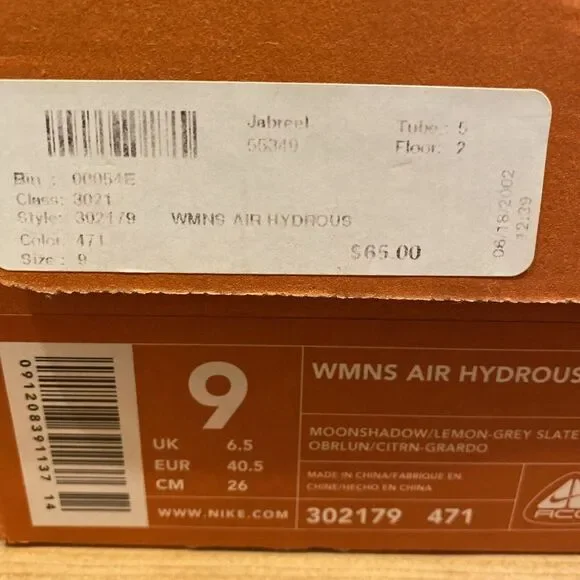 Jabreel
55349
Tube: 5
Floor: 2
Bin : 00054E
Class: 3021
Style: 302179 WMNS AIR HYDROUS
Color: 471
Size : 9
$65.00
06/18/2002
12:39
091208391137 14
9
UK 6.5
EUR 40.5
CM 26
WWW.NIKE.COM
WMNS AIR HYDROUS
MOONSHADOW/LEMON-GREY SLATE
OBRLUN/CITRN-GRARDO
MADE IN CHINA/FABRIQUE EN
CHINE/HECHO EN CHINA
302179 471
ACG